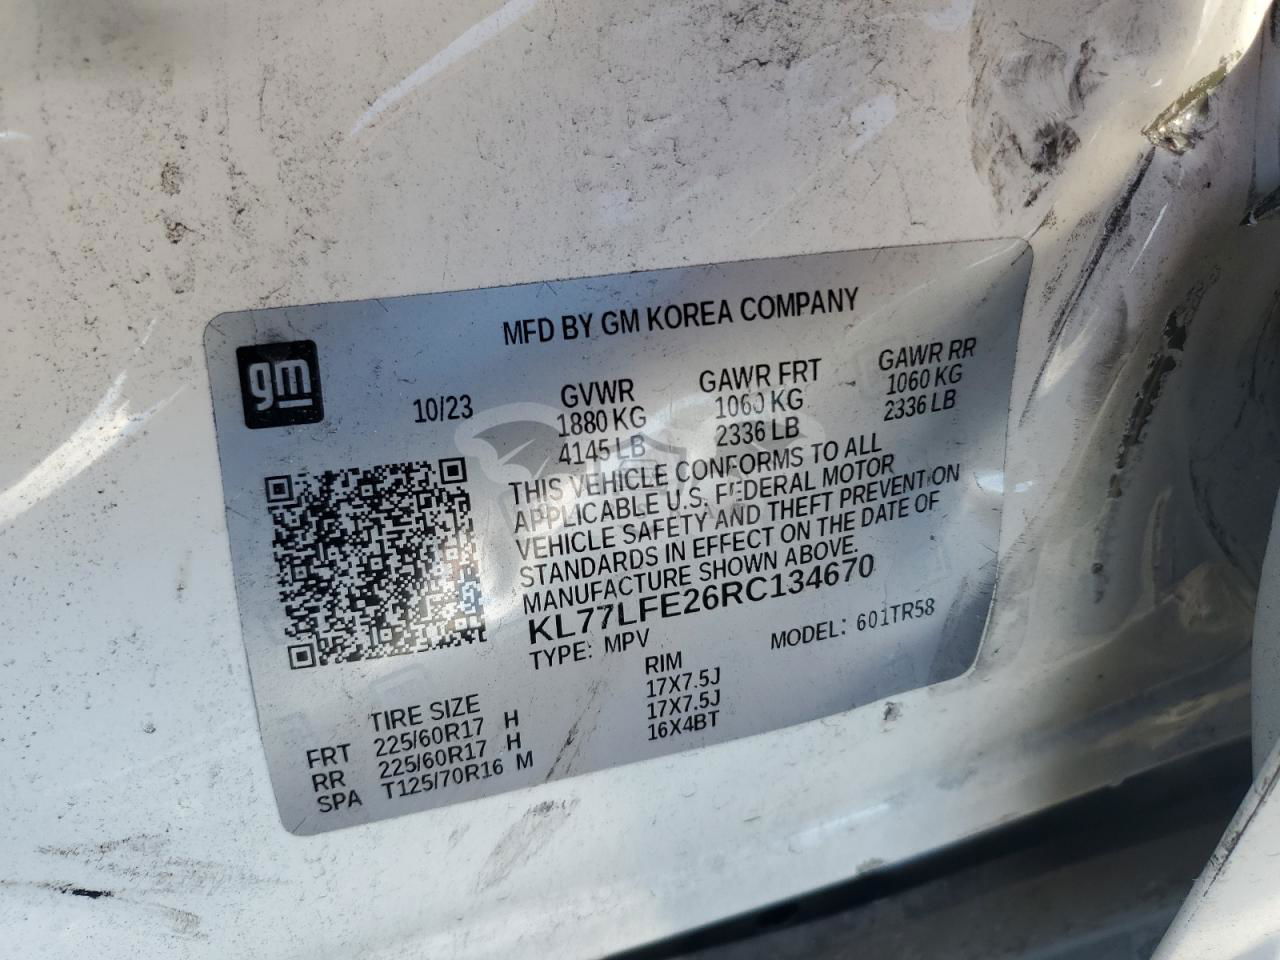 MFD BY GM KOREA COMPANY
gm
10/23 GVWR GAWR FRT GAWR RR
1880 KG 1060 KG 1060 KG
4145 LB 2336 LB 2336 LB
THIS VEHICLE CONFORMS TO ALL
APPLICABLE U.S. FEDERAL MOTOR
VEHICLE SAFETY AND THEFT PREVENTION
STANDARDS IN EFFECT ON THE DATE OF
MANUFACTURE SHOWN ABOVE.
KL77LFE26RC134670
TYPE: MPV MODEL: 601TR58
TIRE SIZE RIM
FRT 225/60R17 H 17X7.5J
RR 225/60R17 H 17X7.5J
SPA T125/70R16 M 16X4BT